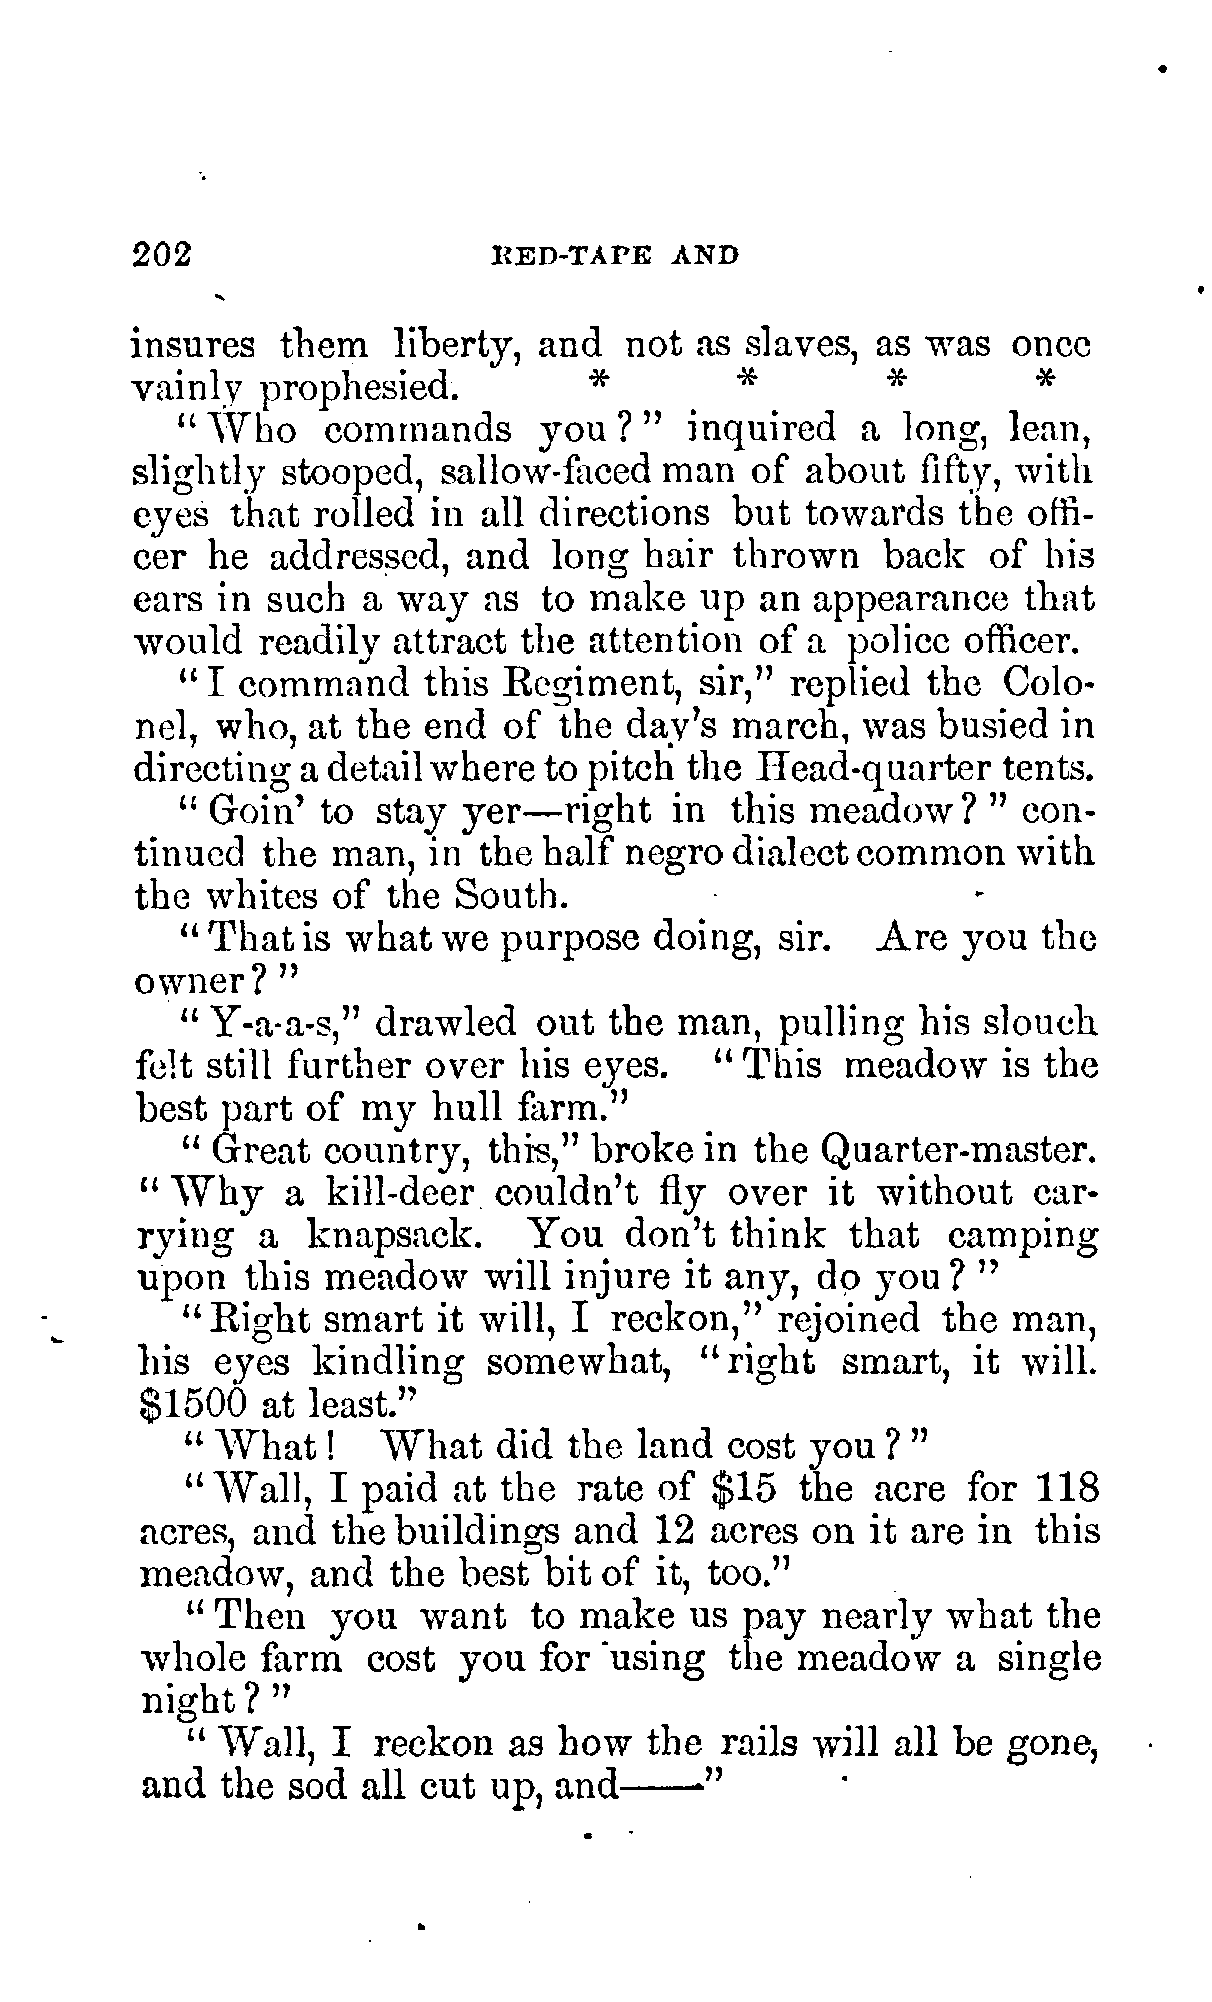 202 RED-TAPE AND
insures them liberty, and not as slaves, as was once
vainly prophesied. * * * *
"Who commands you?" inquired a long, lean,
slightly stooped, sallow-faced man of about fifty, with
eyes that rolled in all directions but towards the offi-
cer he addressed, and long hair thrown back of his
ears in such a way as to make up an appearance that
would readily attract the attention of a police officer.
"I command this Regiment, sir," replied the Colo-
nel, who, at the end of the day's march, was busied in
directing a detail where to pitch the Head-quarter tents.
"Goin' to stay yer—right in this meadow?" con-
tinued the man, in the half negro dialect common with
the whites of the South.
"That is what we purpose doing, sir. Are you the
owner?"
"Y-a-a-s," drawled out the man, pulling his slouch
felt still further over his eyes. "This meadow is the
best part of my hull farm."
"Great country, this," broke in the Quarter-master.
"Why a kill-deer couldn't fly over it without car-
rying a knapsack. You don't think that camping
upon this meadow will injure it any, do you?"
"Right smart it will, I reckon," rejoined the man,
his eyes kindling somewhat, "right smart, it will.
$1500 at least."
"What! What did the land cost you?"
"Wall, I paid at the rate of $15 the acre for 118
acres, and the buildings and 12 acres on it are in this
meadow, and the best bit of it, too."
"Then you want to make us pay nearly what the
whole farm cost you for using the meadow a single
night?"
"Wall, I reckon as how the rails will all be gone,
and the sod all cut up, and——"